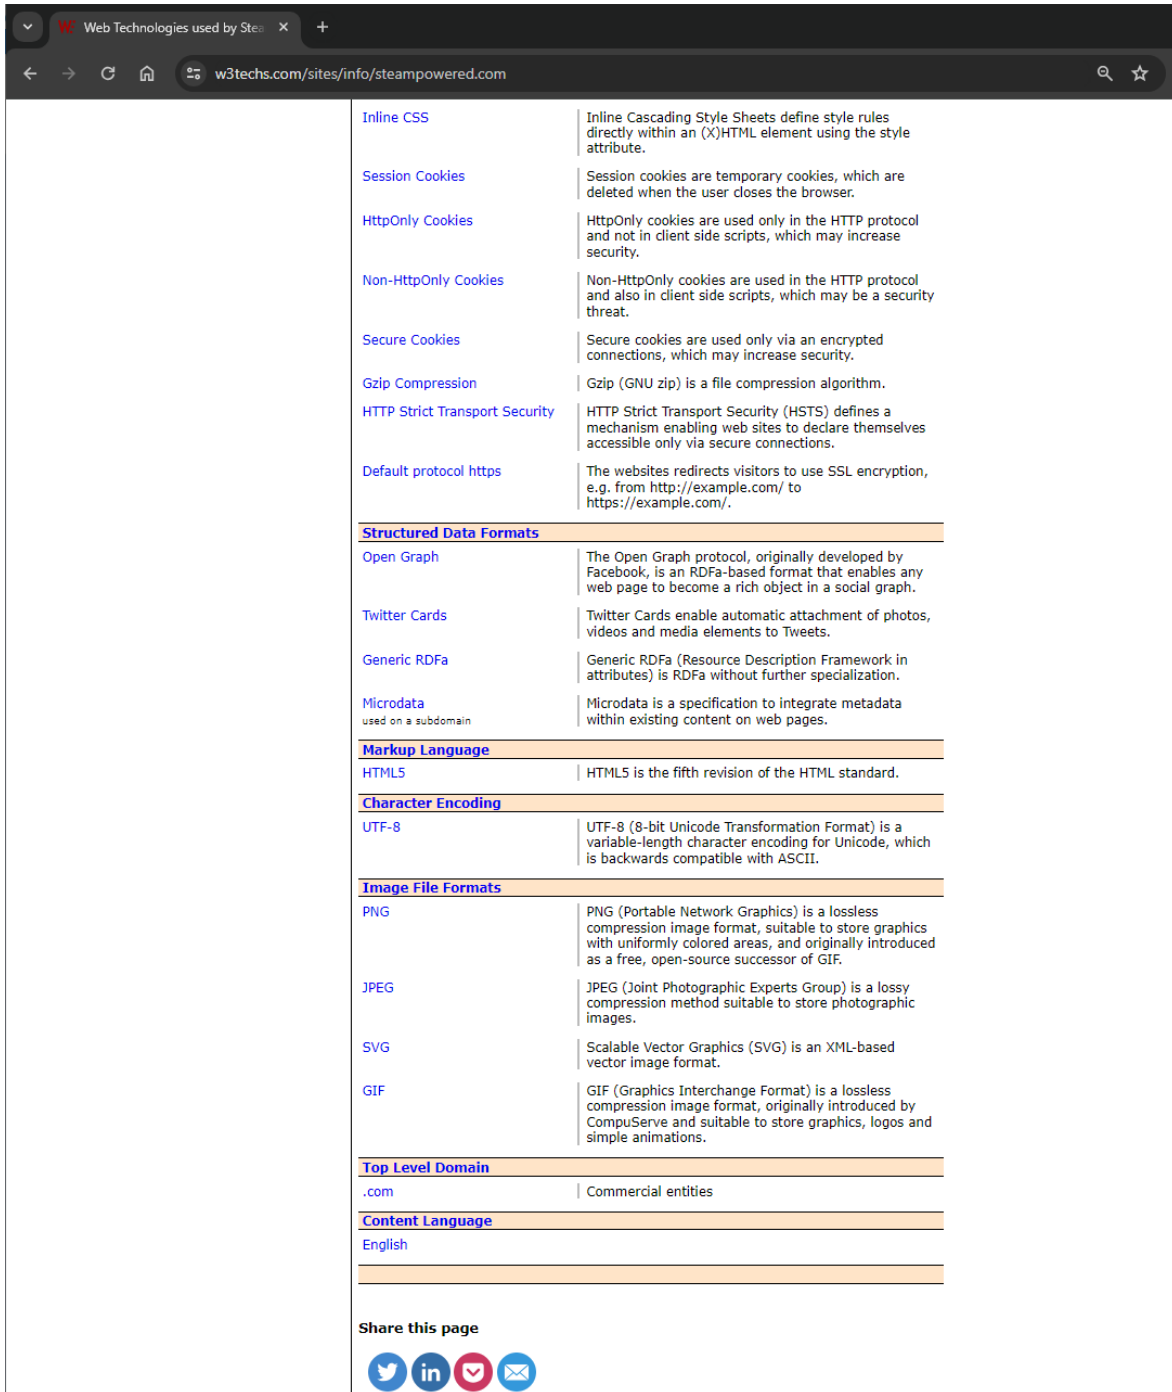 Web Technologies used by Stea
w3techs.com/sites/info/steampowered.com
Inline CSS
Inline Cascading Style Sheets define style rules
directly within an (X)HTML element using the style
attribute.
Session Cookies
Session cookies are temporary cookies, which are
deleted when the user closes the browser.
HttpOnly Cookies
HttpOnly cookies are used only in the HTTP protocol
and not in client side scripts, which may increase
security.
Non-HttpOnly Cookies
Non-HttpOnly cookies are used in the HTTP protocol
and also in client side scripts, which may be a security
threat.
Secure Cookies
Secure cookies are used only via an encrypted
connections, which may increase security.
Gzip Compression
Gzip (GNU zip) is a file compression algorithm.
HTTP Strict Transport Security
HTTP Strict Transport Security (HSTS) defines a
mechanism enabling web sites to declare themselves
accessible only via secure connections.
Default protocol https
The websites redirects visitors to use SSL encryption,
e.g. from http://example.com/ to
https://example.com/.
Structured Data Formats
Open Graph
The Open Graph protocol, originally developed by
Facebook, is an RDFa-based format that enables any
web page to become a rich object in a social graph.
Twitter Cards
Twitter Cards enable automatic attachment of photos,
videos and media elements to Tweets.
Generic RDFa
Generic RDFa (Resource Description Framework in
attributes) is RDFa without further specialization.
Microdata
used on a subdomain
Microdata is a specification to integrate metadata
within existing content on web pages.
Markup Language
HTML5
HTML5 is the fifth revision of the HTML standard.
Character Encoding
UTF-8
UTF-8 (8-bit Unicode Transformation Format) is a
variable-length character encoding for Unicode, which
is backwards compatible with ASCII.
Image File Formats
PNG
PNG (Portable Network Graphics) is a lossless
compression image format, suitable to store graphics
with uniformly colored areas, and originally introduced
as a free, open-source successor of GIF.
JPEG
JPEG (Joint Photographic Experts Group) is a lossy
compression method suitable to store photographic
images.
SVG
Scalable Vector Graphics (SVG) is an XML-based
vector image format.
GIF
GIF (Graphics Interchange Format) is a lossless
compression image format, originally introduced by
CompuServe and suitable to store graphics, logos and
simple animations.
Top Level Domain
.com
Commercial entities
Content Language
English
Share this page
in